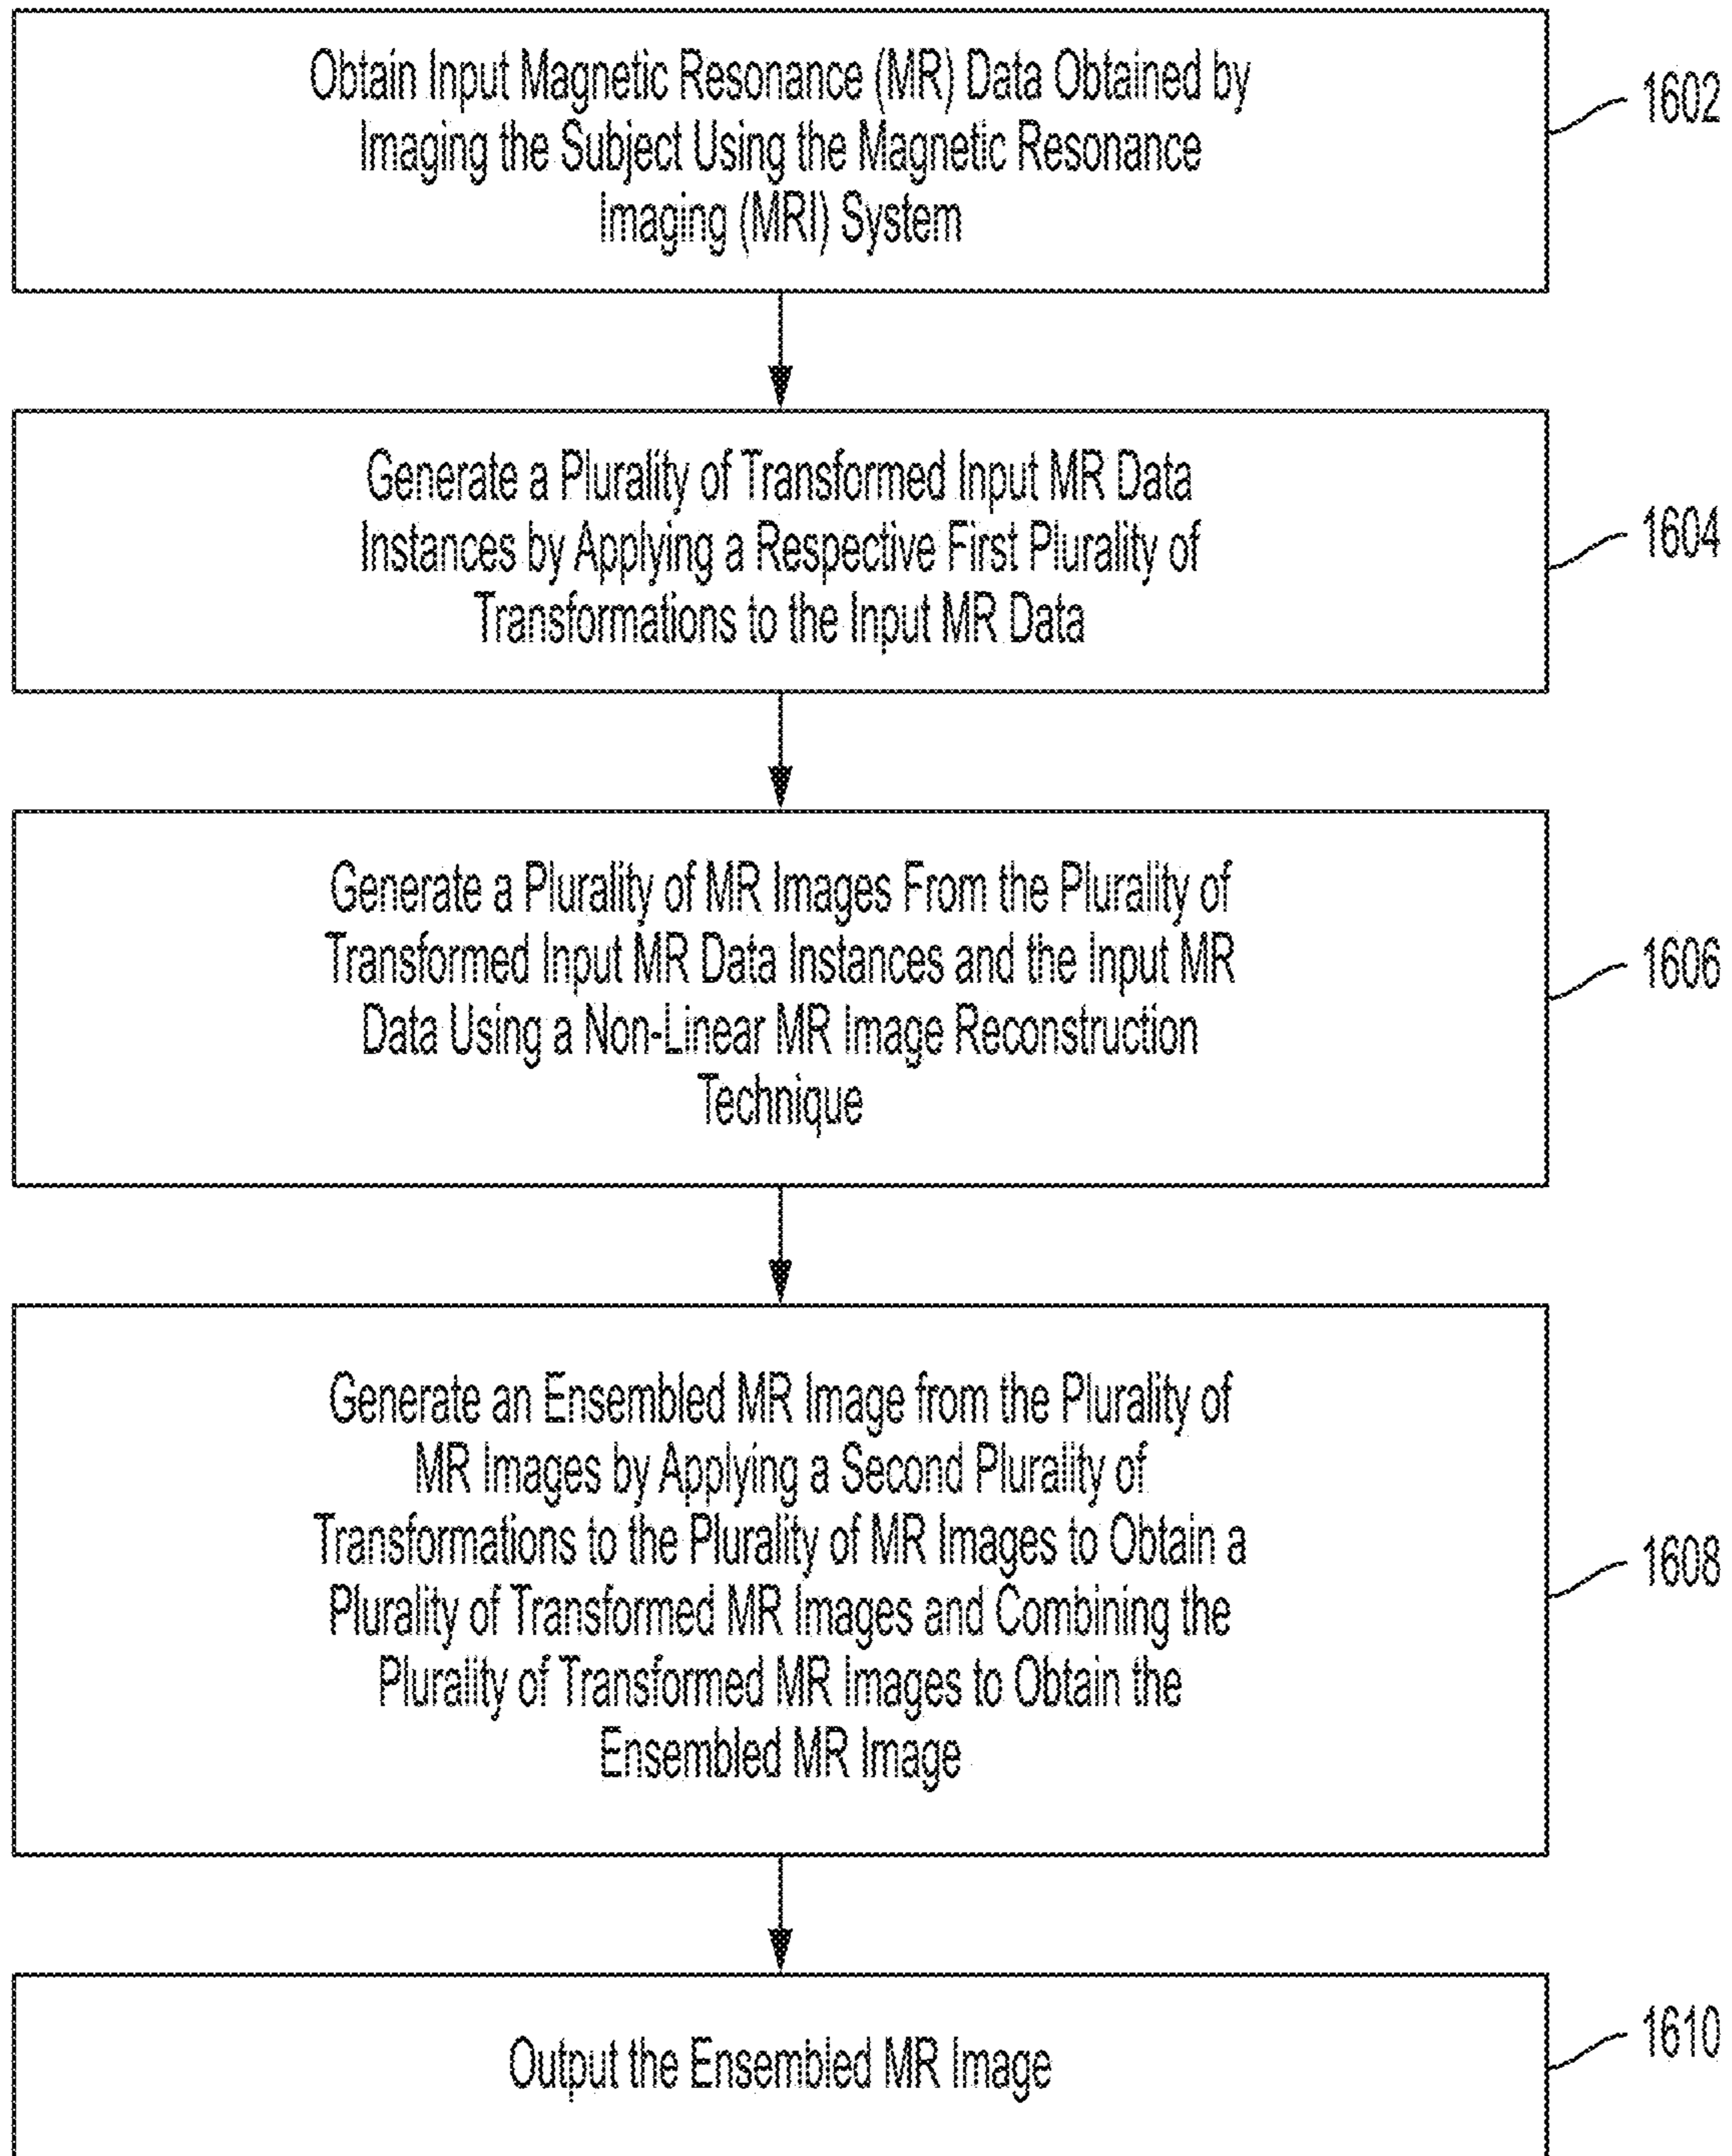 Obtain Input Magnetic Resonance (MR) Data Obtained by
Imaging the Subject Using the Magnetic Resonance
Imaging (MRI) System
1602
Generate a Plurality of Transformed Input MR Data
Instances by Applying a Respective First Plurality of
Transformations to the Input MR Data
1604
Generate a Plurality of MR Images From the Plurality of
Transformed Input MR Data Instances and the Input MR
Data Using a Non-Linear MR Image Reconstruction
Technique
1606
Generate an Ensembled MR Image from the Plurality of
MR Images by Applying a Second Plurality of
Transformations to the Plurality of MR Images to Obtain a
Plurality of Transformed MR Images and Combining the
Plurality of Transformed MR Images to Obtain the
Ensembled MR Image
1608
Output the Ensembled MR Image
1610